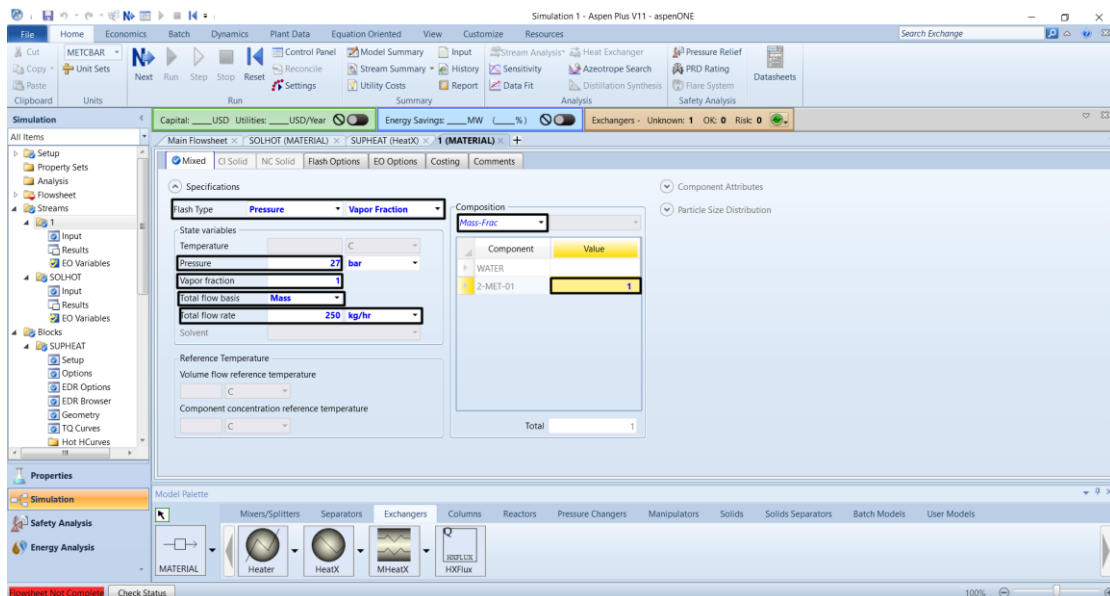 Simulation 1 - Aspen Plus V11 - aspenONE
File Home Economics Batch Dynamics Plant Data Equation Oriented View Customize Resources Search Exchange
Cut METCBAR Control Panel Model Summary Input Stream Analysis Heat Exchanger Pressure Relief
Copy Unit Sets Reconcile Stream Summary History Sensitivity Azeotrope Search PRD Rating
Paste Next Run Step Stop Reset Settings Utility Costs Report Data Fit Distillation Synthesis Flare System Datasheets
Clipboard Units Run Summary Analysis Safety Analysis
Simulation Capital: ____USD Utilities: ____USD/Year Energy Savings: ____MW (____%) Exchangers - Unknown: 1 OK: 0 Risk: 0
All Items Main Flowsheet SOLHOT (MATERIAL) SUPHEAT (HeatX) 1 (MATERIAL) +
Setup
Property Sets
Analysis
Flowsheet
Streams
1
Input
Results
EO Variables
SOLHOT
Input
Results
EO Variables
Blocks
SUPHEAT
Setup
Options
EDR Options
EDR Browser
Geometry
TQ Curves
Hot HCurves
Properties
Simulation
Safety Analysis
Energy Analysis
Mixed CI Solid NC Solid Flash Options EO Options Costing Comments
Specifications
Flash Type Pressure Vapor Fraction
State variables
Temperature C
Pressure 27 bar
Vapor fraction 1
Total flow basis Mass
Total flow rate 250 kg/hr
Solvent
Reference Temperature
Volume flow reference temperature
C
Component concentration reference temperature
C
Composition
Mass-Frac
Component Value
WATER
2-MET-01 1
Total 1
Component Attributes
Particle Size Distribution
Model Palette
Mixers/Splitters Separators Exchangers Columns Reactors Pressure Changers Manipulators Solids Solids Separators Batch Models User Models
Q
HXFLUX
MATERIAL Heater HeatX MHeatX HXFlux
Flowsheet Not Complete Check Status 100%